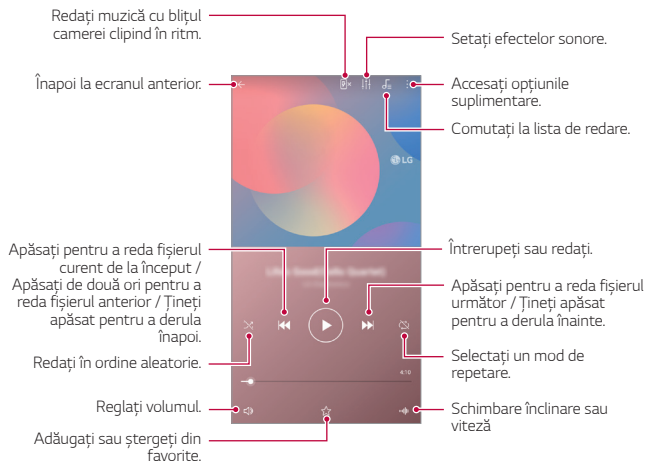 Redați muzică cu blițul
camerei clipind în ritm.
Setați efectelor sonore.
Înapoi la ecranul anterior.
Accesați opțiunile
suplimentare.
Comutați la lista de redare.
LG
Apăsați pentru a reda fișierul
curent de la început /
Apăsați de două ori pentru a
reda fișierul anterior / Țineți
apăsat pentru a derula
înapoi.
Întrerupeți sau redați.
Apăsați pentru a reda fișierul
următor / Țineți apăsat
pentru a derula înainte.
Redați în ordine aleatorie.
Selectați un mod de
repetare.
4:10
Reglați volumul.
Schimbare înclinare sau
viteză
Adăugați sau ștergeți din
favorite.